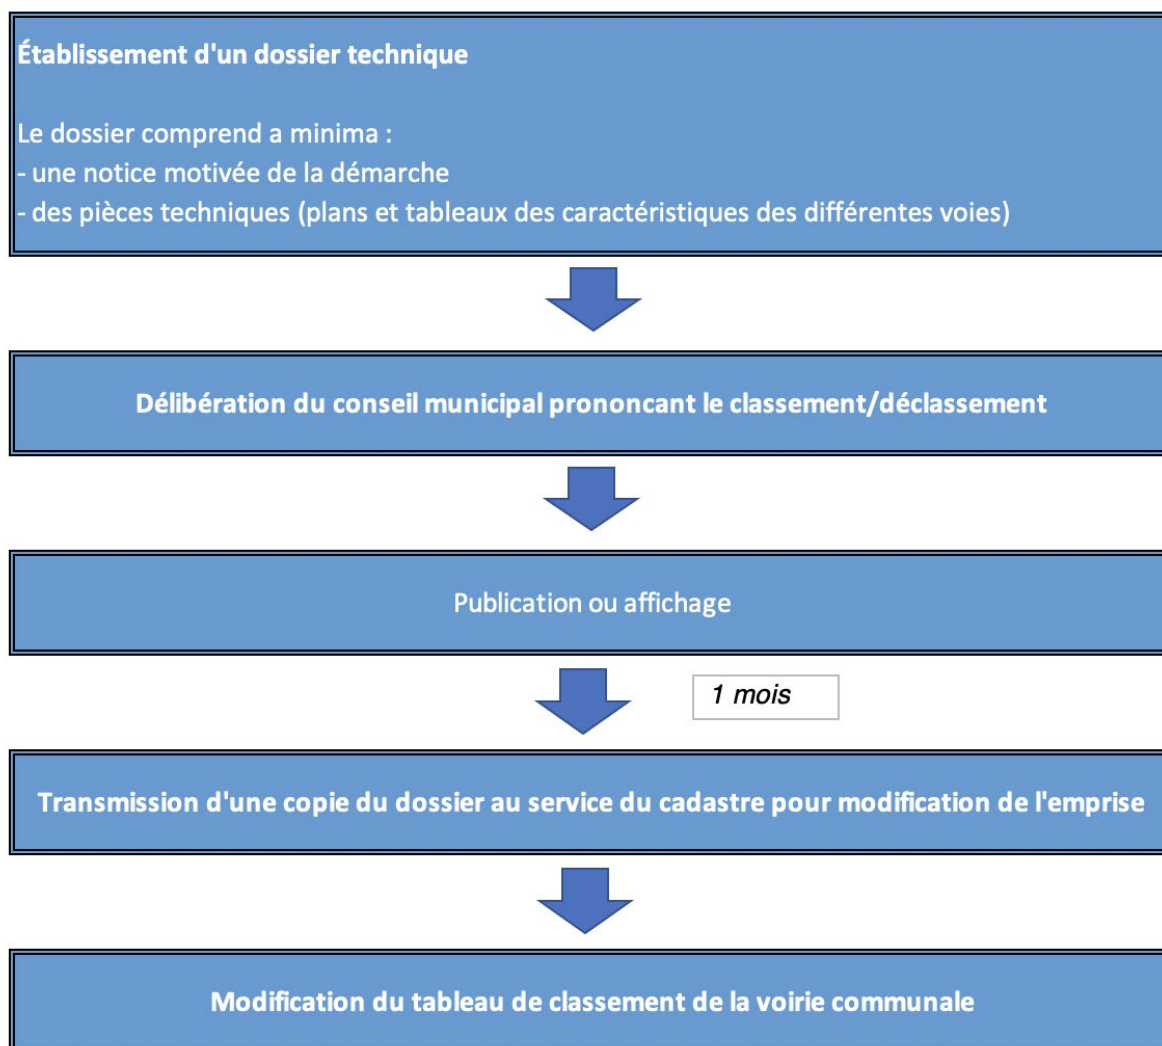 Établissement d'un dossier technique
Le dossier comprend a minima :
- une notice motivée de la démarche
- des pièces techniques (plans et tableaux des caractéristiques des différentes voies)
Délibération du conseil municipal prononcant le classement/déclassement
Publication ou affichage
1 mois
Transmission d'une copie du dossier au service du cadastre pour modification de l'emprise
Modification du tableau de classement de la voirie communale